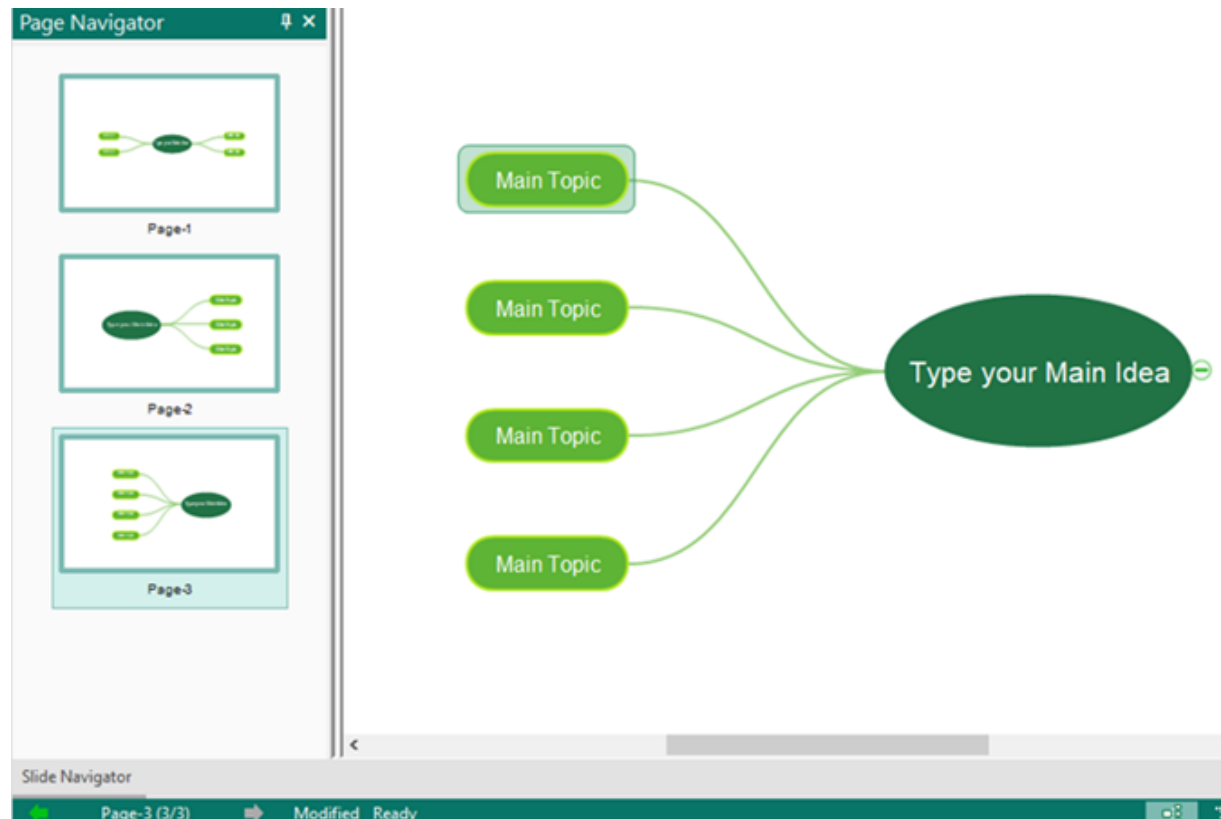 Page Navigator
Page-1
Page-2
Page-3
Main Topic
Main Topic
Main Topic
Main Topic
Type your Main Idea
Slide Navigator
Page-3 (3/3)
Modified Ready